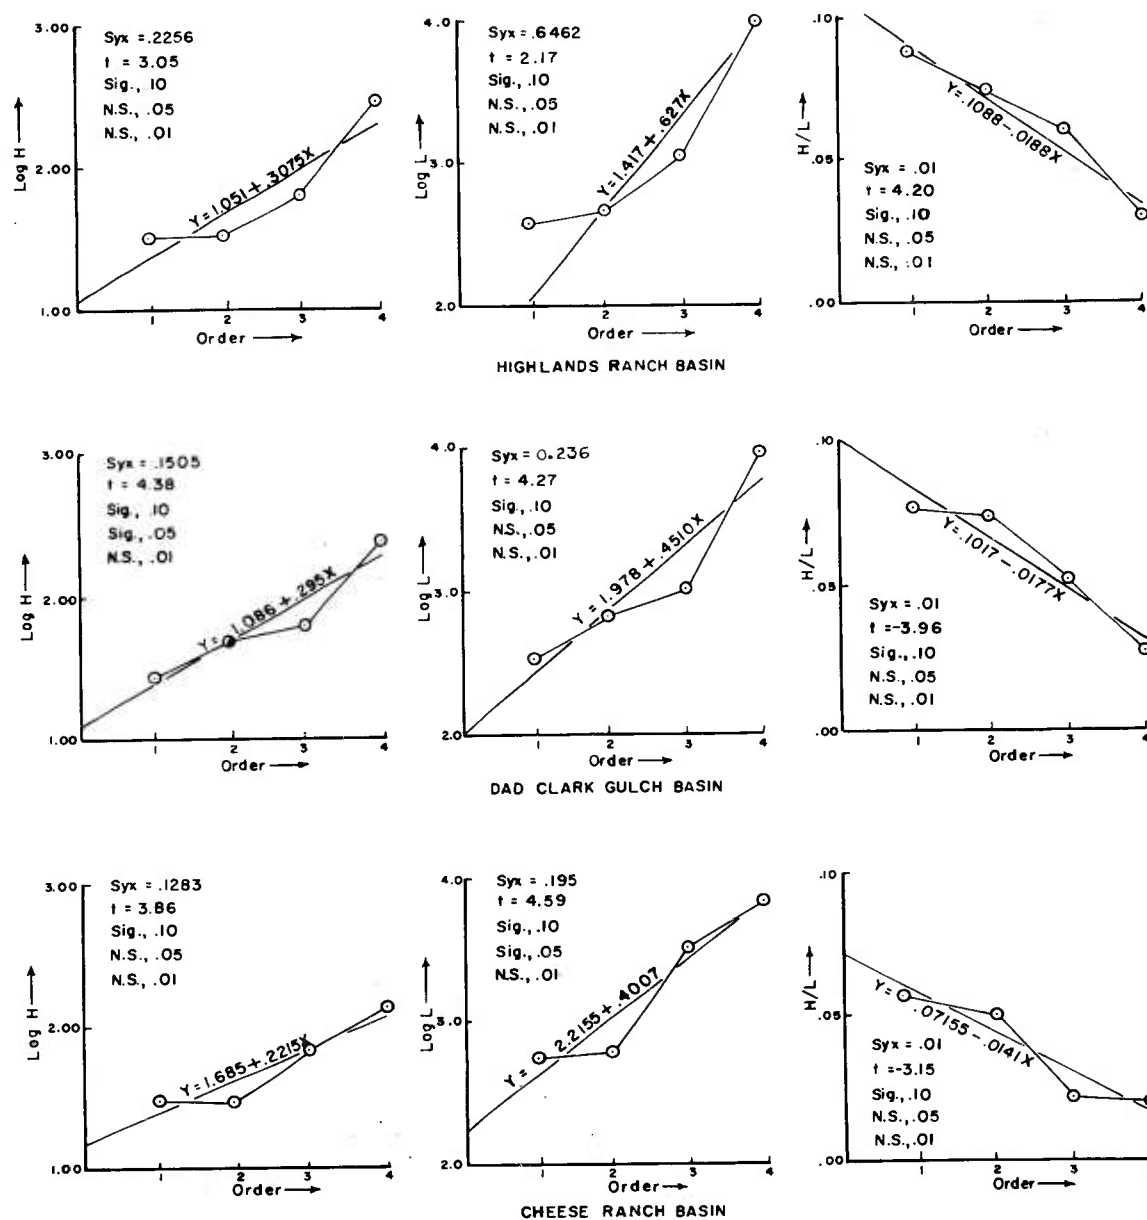 3.00
2.00
1.00
Log H
Syx = .2256
t = 3.05
Sig., .10
N.S., .05
N.S., .01
Y=1.051+.3075X
1 2 3 4
Order
4.0
3.0
2.0
Log L
Syx = .6462
t = 2.17
Sig., .10
N.S., .05
N.S., .01
Y=1.417+.627X
1 2 3 4
Order
.10
.05
.00
H/L
Y=.1088-.0188X
Syx = .01
t = 4.20
Sig., .10
N.S., .05
N.S., .01
1 2 3 4
Order
HIGHLANDS RANCH BASIN
3.00
2.00
1.00
Log H
Syx = .1505
t = 4.38
Sig., .10
Sig., .05
N.S., .01
Y= 1.086 + .295X
1 2 3 4
Order
4.0
3.0
2.0
Log L
Syx = 0.236
t = 4.27
Sig., .10
N.S., .05
N.S., .01
Y= 1.978 + .4510X
1 2 3 4
Order
.10
.05
.00
H/L
Y=.1017-.0177X
Syx = .01
t =-3.96
Sig., .10
N.S., .05
N.S., .01
1 2 3 4
Order
DAD CLARK GULCH BASIN
3.00
2.00
1.00
Log H
Syx = .1283
t = 3.86
Sig., .10
N.S., .05
N.S., .01
Y=1.685+.2215X
1 2 3 4
Order
4.0
3.0
2.0
Log L
Syx = .195
t = 4.59
Sig., .10
Sig., .05
N.S., .01
Y= 2.2155+ .4007
1 2 3 4
Order
.10
.05
.00
H/L
Y= .07155-.0141X
Syx = .01
t =-3.15
Sig., .10
N.S., .05
N.S., .01
1 2 3 4
Order
CHEESE RANCH BASIN